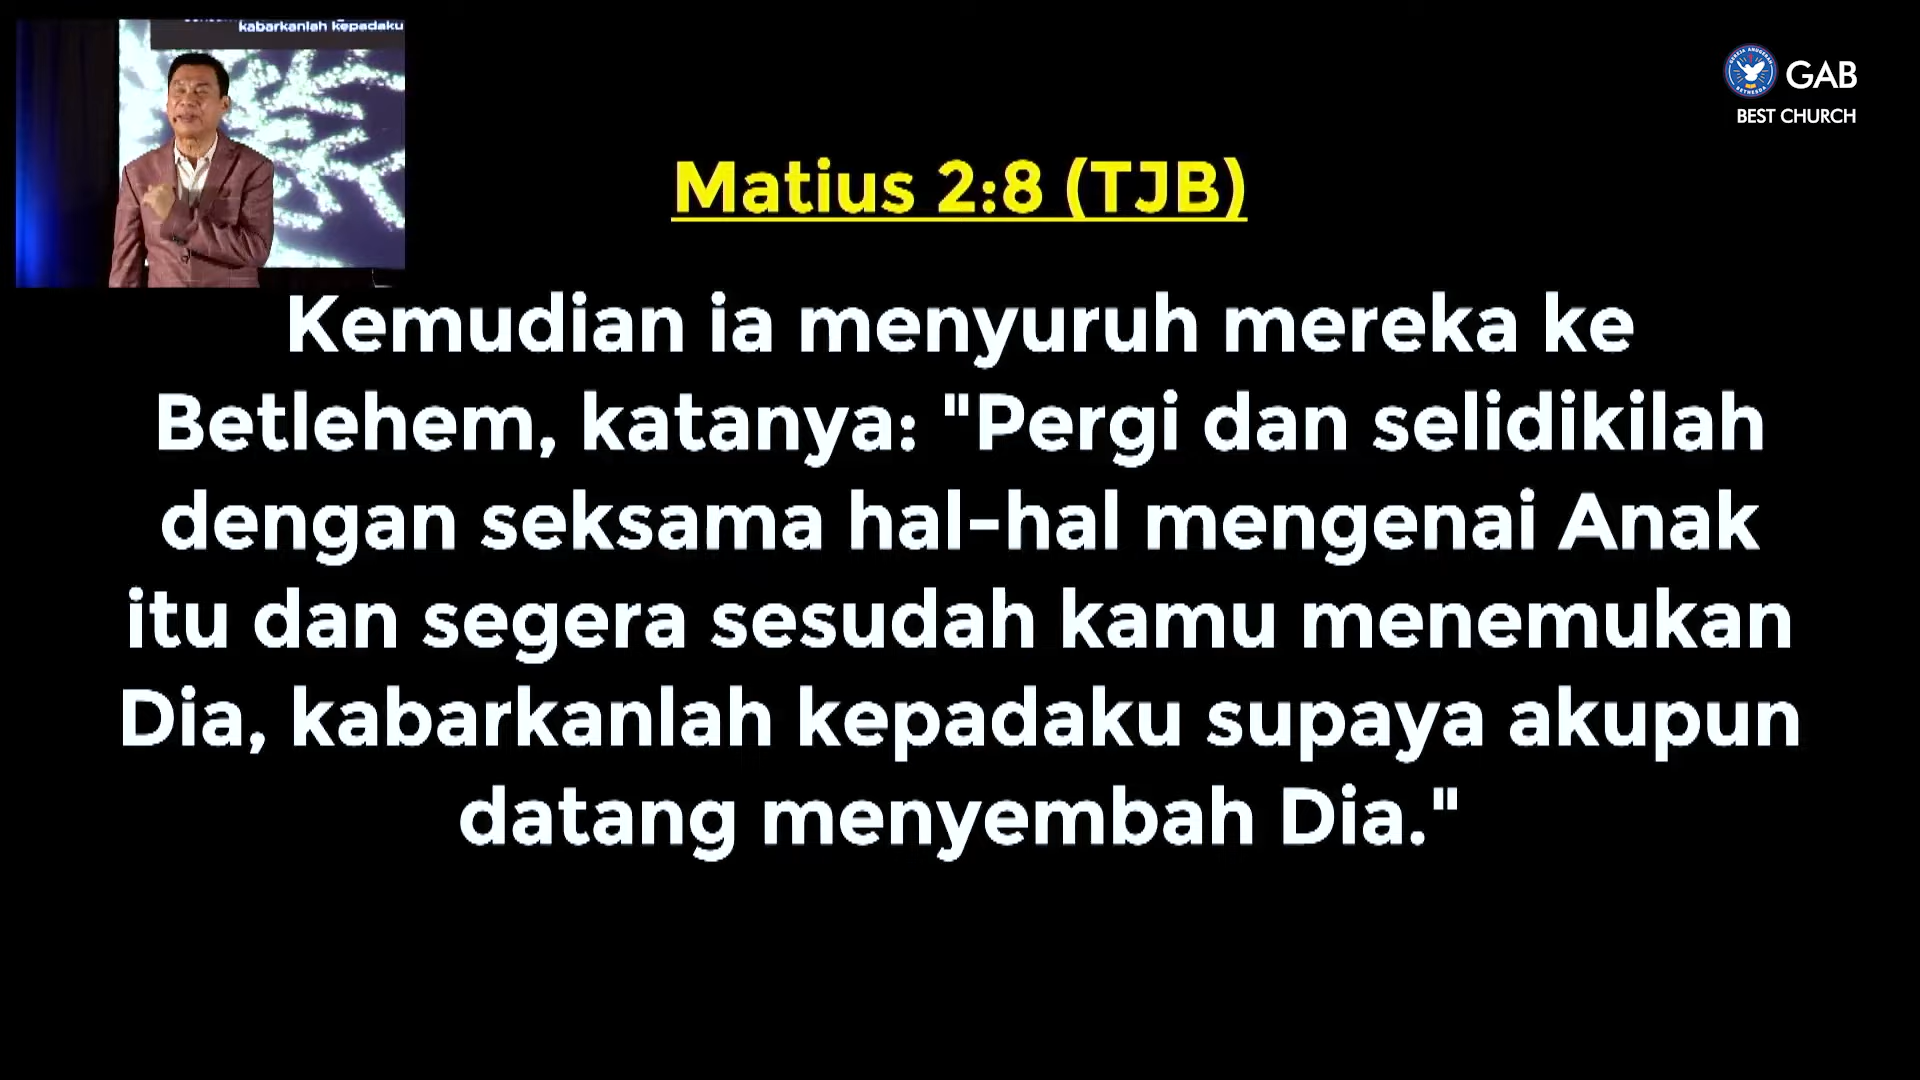 kabarkanlah kepadaku
GAB
BEST CHURCH
Matius 2:8 (TJB)
Kemudian ia menyuruh mereka ke
Betlehem, katanya: "Pergi dan selidikilah
dengan seksama hal-hal mengenai Anak
itu dan segera sesudah kamu menemukan
Dia, kabarkanlah kepadaku supaya akupun
datang menyembah Dia."